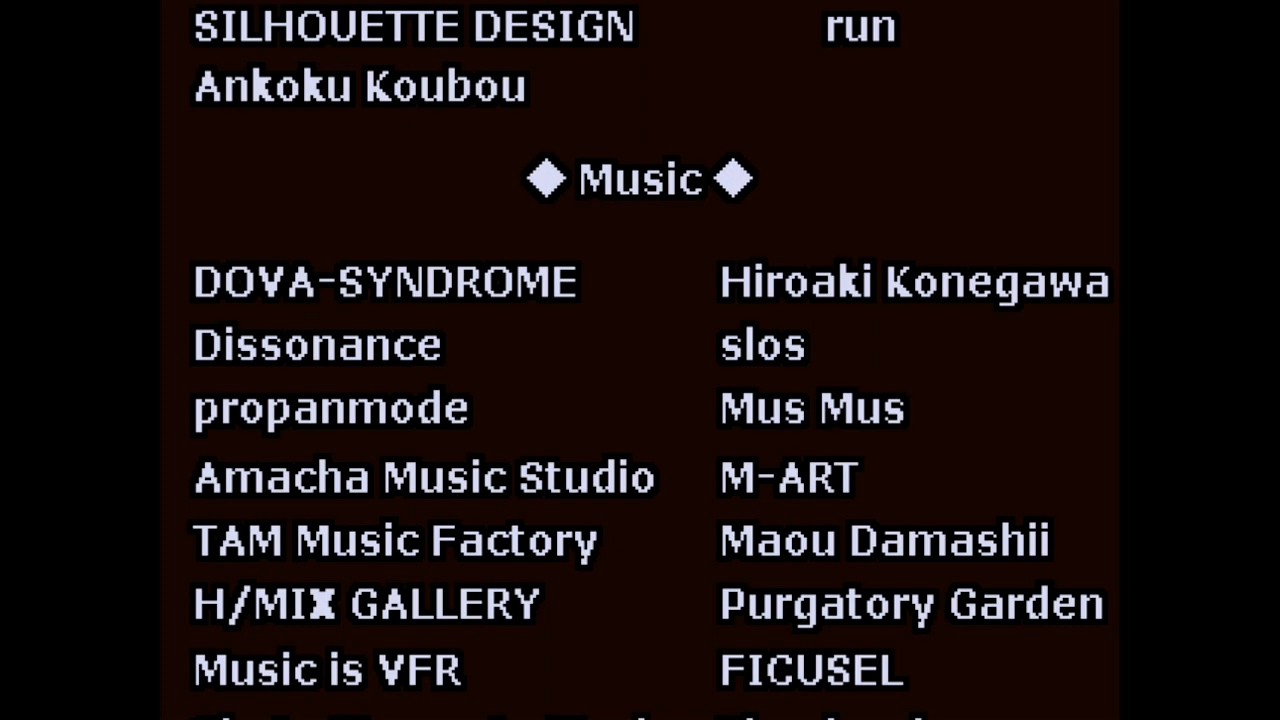 SILHOUETTE DESIGN run
Ankoku Koubou
◆ Music ◆
DOVA-SYNDROME Hiroaki Konegawa
Dissonance slos
propanmode Mus Mus
Amacha Music Studio M-ART
TAM Music Factory Maou Damashii
H/MIX GALLERY Purgatory Garden
Music is VFR FICUSEL